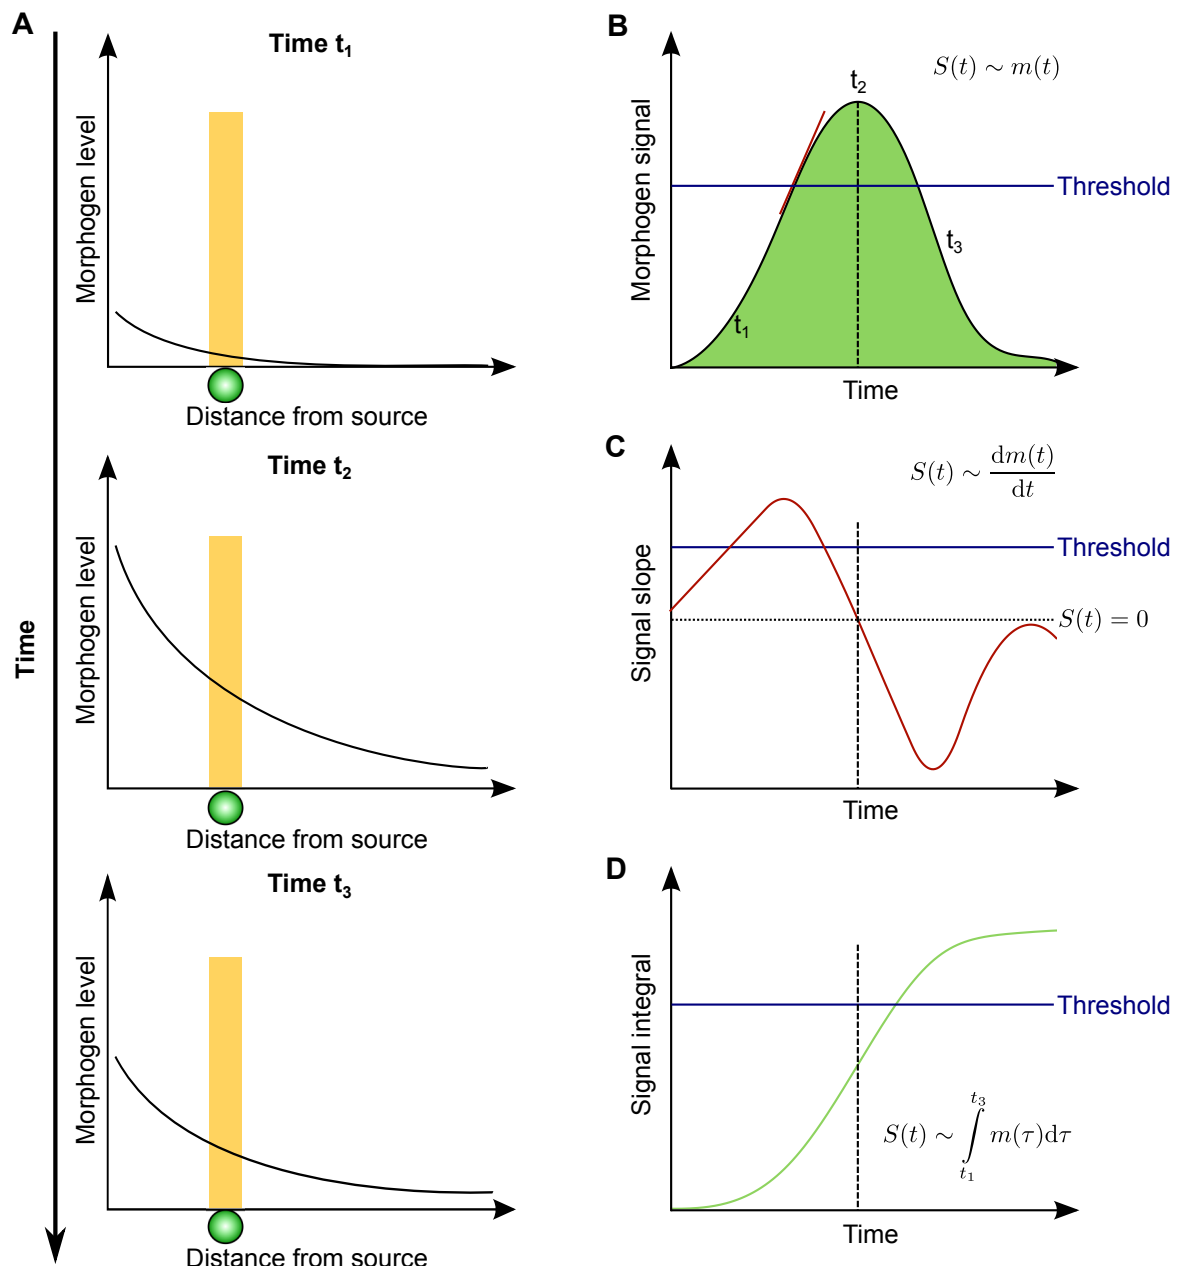 A
Time
Time t₁
Morphogen level
Distance from source
Time t₂
Morphogen level
Distance from source
Time t₃
Morphogen level
Distance from source
B
S(t) ∼ m(t)
Morphogen signal
t₂
Threshold
t₃
t₁
Time
C
S(t) ∼ dm(t)/dt
Signal slope
Threshold
S(t) = 0
Time
D
Signal integral
Threshold
S(t) ∼ ∫ₜ₁ᵗ³ m(τ)dτ
Time